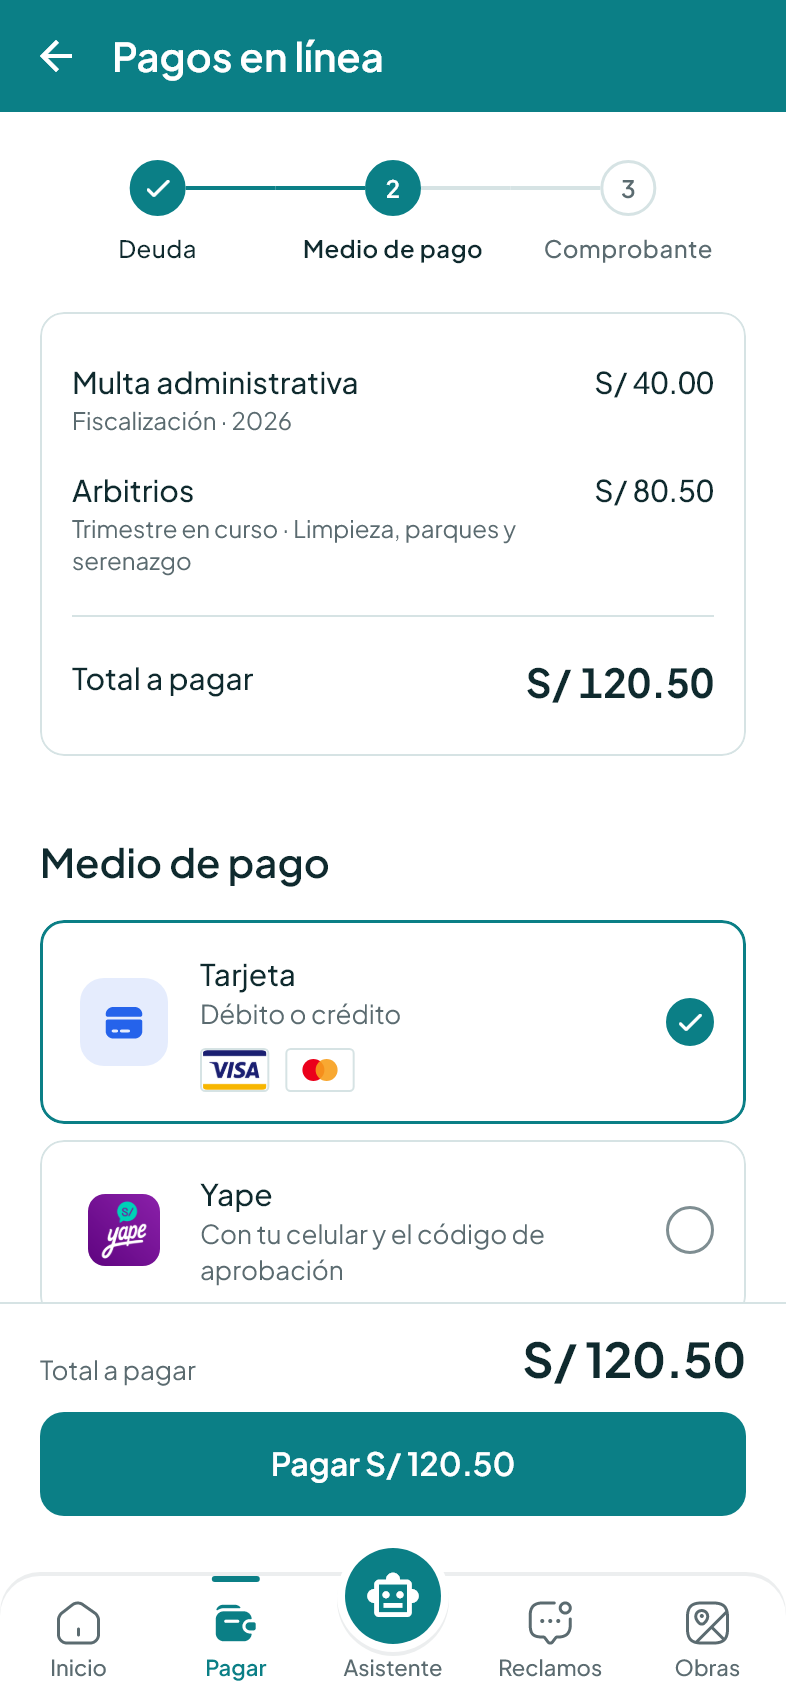 Pagos en línea
2
3
Deuda
Medio de pago
Comprobante
Multa administrativa
S/ 40.00
Fiscalización · 2026
Arbitrios
S/ 80.50
Trimestre en curso · Limpieza, parques y
serenazgo
Total a pagar
S/ 120.50
Medio de pago
Tarjeta
Débito o crédito
VISA
Yape
S/
yape
Con tu celular y el código de
aprobación
Total a pagar
S/ 120.50
Pagar S/ 120.50
Inicio
Pagar
Asistente
Reclamos
Obras